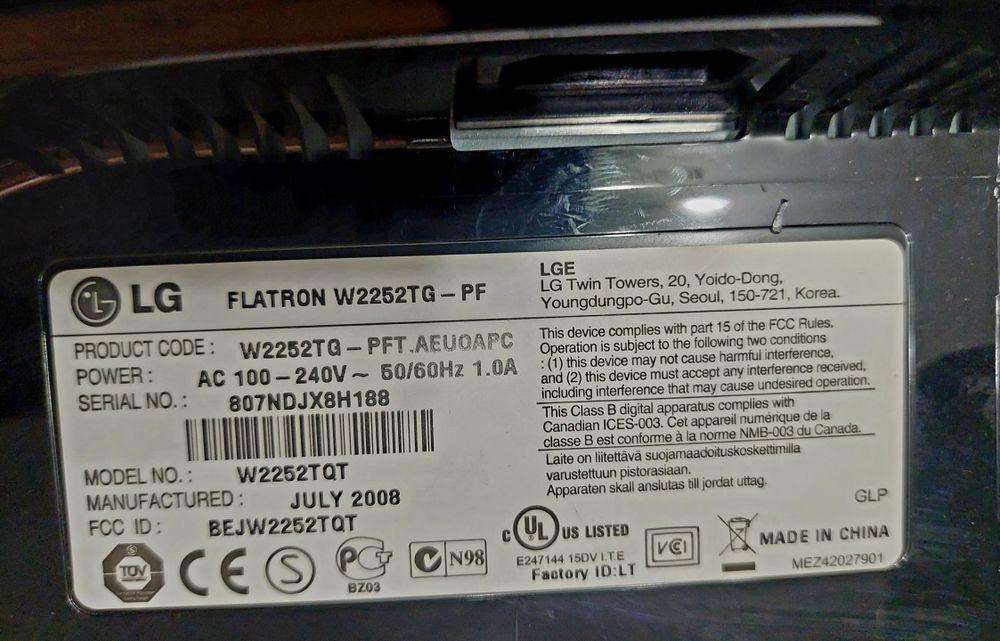 LG FLATRON W2252TG-PF
LGE
LG Twin Towers, 20, Yoido-Dong,
Youngdungpo-Gu, Seoul, 150-721, Korea.
PRODUCT CODE: W2252TG-PFT.AEUOAPC
POWER: AC 100-240V~ 50/60Hz 1.0A
SERIAL NO.: 807NDJX8H188
MODEL NO.: W2252TQT
MANUFACTURED: JULY 2008
FCC ID: BEJW2252TQT
This device complies with part 15 of the FCC Rules.
Operation is subject to the following two conditions
: (1) this device may not cause harmful interference,
and (2) this device must accept any interference received,
including interference that may cause undesired operation.
This Class B digital apparatus complies with
Canadian ICES-003. Cet appareil numérique de la
classe B est conforme à la norme NMB-003 du Canada.
Laite on liitettävä suojamaadoituskoskettimilla
varustettuun pistorasiaan.
Apparaten skall anslutas till jordat uttag.
GLP
TÜV
CE
S
PCT
BZ03
N98
C UL US LISTED
E247144 15DV I.T.E
Factory ID:LT
VCI
MADE IN CHINA
MEZ42027901